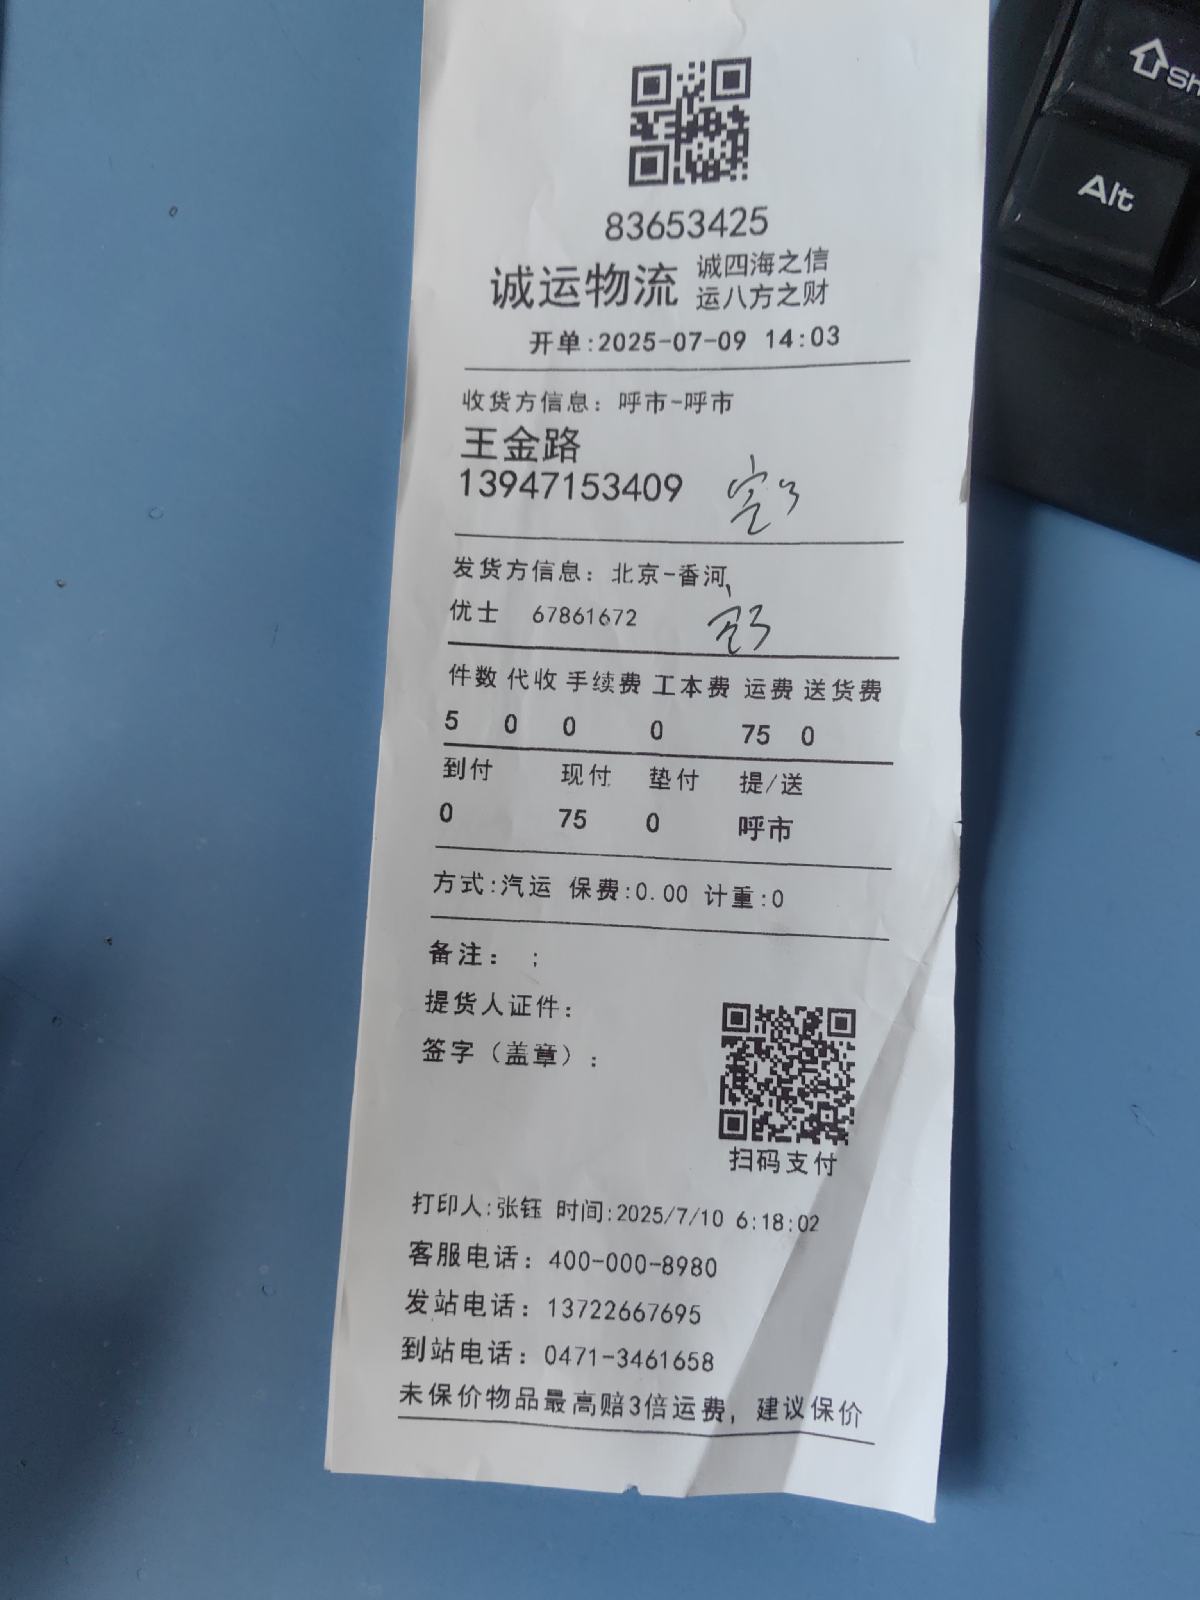 83653425
诚运物流 诚四海之信
运八方之财
开单:2025-07-09 14:03
收货方信息: 呼市-呼市
王金路
13947153409
发货方信息: 北京-香河
优士 67861672
件数 代收 手续费 工本费 运费 送货费
5 0 0 0 75 0
到付 现付 垫付 提/送
0 75 0 呼市
方式:汽运 保费:0.00 计重:0
备注: ;
提货人证件:
签字（盖章）:
扫码支付
打印人:张钰 时间:2025/7/10 6:18:02
客服电话: 400-000-8980
发站电话: 13722667695
到站电话: 0471-3461658
未保价物品最高赔3倍运费，建议保价
Sh
Alt